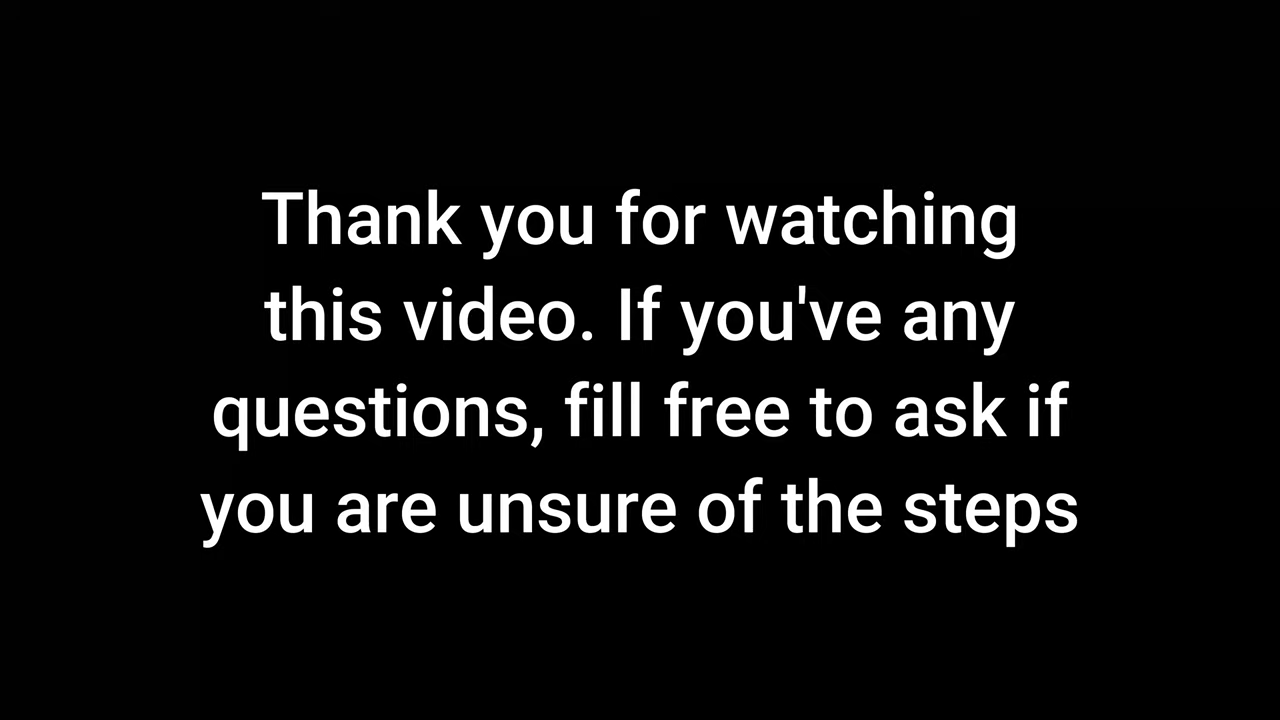 Thank you for watching
this video. If you've any
questions, fill free to ask if
you are unsure of the steps